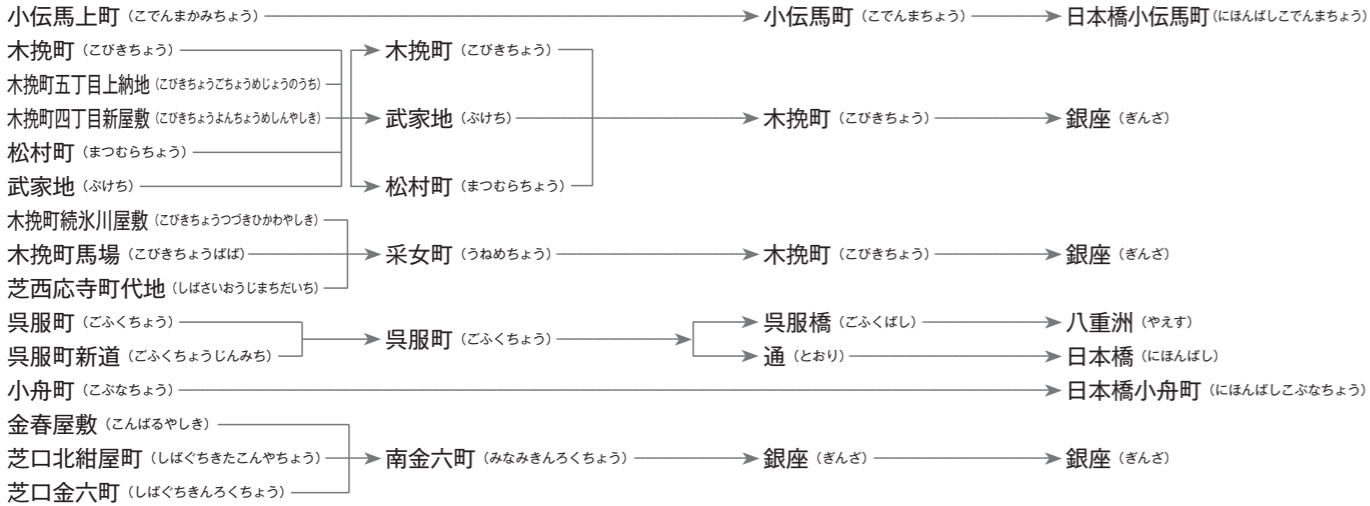 小伝馬上町（こでんまかみちょう） 小伝馬町（こでんまちょう） 日本橋小伝馬町（にほんばしこでんまちょう）
木挽町（こびきちょう） 木挽町（こびきちょう）
木挽町五丁目上納地（こびきちょうごちょうめじょうのうち）
木挽町四丁目新屋敷（こびきちょうよんちょうめしんやしき） 武家地（ぶけち） 木挽町（こびきちょう） 銀座（ぎんざ）
松村町（まつむらちょう）
武家地（ぶけち） 松村町（まつむらちょう）
木挽町続氷川屋敷（こびきちょうつづきひかわやしき）
木挽町馬場（こびきちょうばば） 采女町（うねめちょう） 木挽町（こびきちょう） 銀座（ぎんざ）
芝西応寺町代地（しばさいおうじまちだいち）
呉服町（ごふくちょう） 呉服橋（ごふくばし） 八重洲（やえす）
呉服町（ごふくちょう）
呉服町新道（ごふくちょうじんみち） 通（とおり） 日本橋（にほんばし）
小舟町（こぶなちょう） 日本橋小舟町（にほんばしこぶなちょう）
金春屋敷（こんぱるやしき）
芝口北紺屋町（しばぐちきたこんやちょう） 南金六町（みなみきんろくちょう） 銀座（ぎんざ） 銀座（ぎんざ）
芝口金六町（しばぐちきんろくちょう）